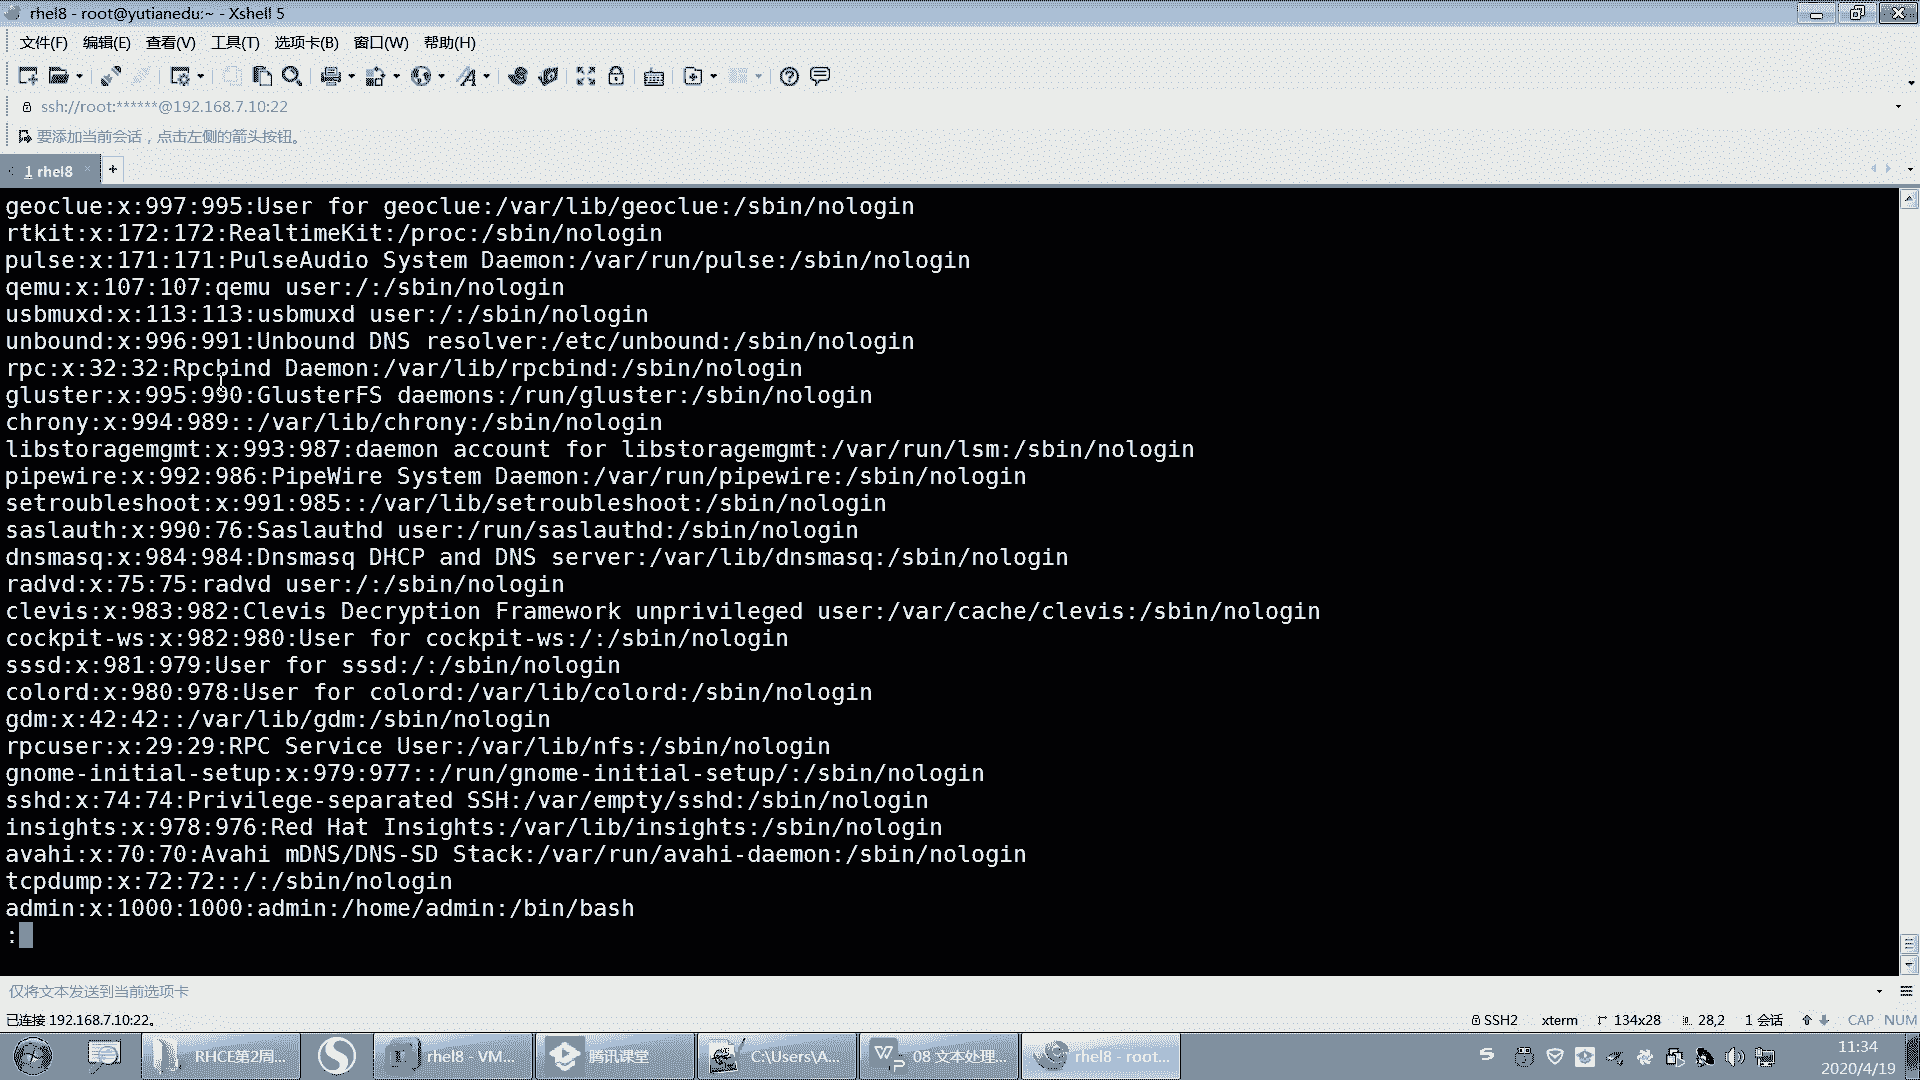 rhel8 - root@yutianedu:~ - Xshell 5
文件(F) 编辑(E) 查看(V) 工具(T) 选项卡(B) 窗口(W) 帮助(H)
ssh://root:******@192.168.7.10:22
要添加当前会话，点击左侧的箭头按钮。
1 rhel8
geoclue:x:997:995:User for geoclue:/var/lib/geoclue:/sbin/nologin
rtkit:x:172:172:RealtimeKit:/proc:/sbin/nologin
pulse:x:171:171:PulseAudio System Daemon:/var/run/pulse:/sbin/nologin
qemu:x:107:107:qemu user:/:/sbin/nologin
usbmuxd:x:113:113:usbmuxd user:/:/sbin/nologin
unbound:x:996:991:Unbound DNS resolver:/etc/unbound:/sbin/nologin
rpc:x:32:32:Rpcbind Daemon:/var/lib/rpcbind:/sbin/nologin
gluster:x:995:990:GlusterFS daemons:/run/gluster:/sbin/nologin
chrony:x:994:989::/var/lib/chrony:/sbin/nologin
libstoragemgmt:x:993:987:daemon account for libstoragemgmt:/var/run/lsm:/sbin/nologin
pipewire:x:992:986:PipeWire System Daemon:/var/run/pipewire:/sbin/nologin
setroubleshoot:x:991:985::/var/lib/setroubleshoot:/sbin/nologin
saslauth:x:990:76:Saslauthd user:/run/saslauthd:/sbin/nologin
dnsmasq:x:984:984:Dnsmasq DHCP and DNS server:/var/lib/dnsmasq:/sbin/nologin
radvd:x:75:75:radvd user:/:/sbin/nologin
clevis:x:983:982:Clevis Decryption Framework unprivileged user:/var/cache/clevis:/sbin/nologin
cockpit-ws:x:982:980:User for cockpit-ws:/:/sbin/nologin
sssd:x:981:979:User for sssd:/:/sbin/nologin
colord:x:980:978:User for colord:/var/lib/colord:/sbin/nologin
gdm:x:42:42::/var/lib/gdm:/sbin/nologin
rpcuser:x:29:29:RPC Service User:/var/lib/nfs:/sbin/nologin
gnome-initial-setup:x:979:977::/run/gnome-initial-setup/:/sbin/nologin
sshd:x:74:74:Privilege-separated SSH:/var/empty/sshd:/sbin/nologin
insights:x:978:976:Red Hat Insights:/var/lib/insights:/sbin/nologin
avahi:x:70:70:Avahi mDNS/DNS-SD Stack:/var/run/avahi-daemon:/sbin/nologin
tcpdump:x:72:72::/:/sbin/nologin
admin:x:1000:1000:admin:/home/admin:/bin/bash
:
仅将文本发送到当前选项卡
已连接 192.168.7.10:22。 SSH2 xterm 134x28 28,2 1 会话 CAP NUM
RHCE第2周... rhel8 - VM... 腾讯课堂 C:\Users\A... 08 文本处理... rhel8 - root... 11:34
2020/4/19